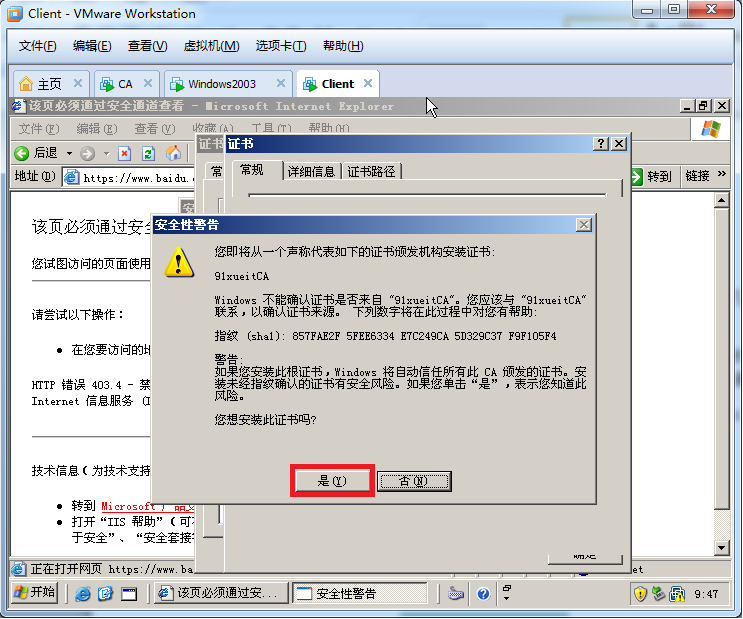 Client - VMware Workstation
文件(F) 编辑(E) 查看(V) 虚拟机(M) 选项卡(T) 帮助(H)
主页 CA Windows2003 Client
该页必须通过安全通道查看 - Microsoft Internet Explorer
文件(F) 编辑(E) 查看(V) 收藏(A) 工具(T) 帮助(H)
证书
证书
后退
常
常规 详细信息 证书路径
地址(D) https://www.baidu. 转到 链接 »
该页必须通过安
安全性警告
您试图访问的页面使用
您即将从一个声称代表如下的证书颁发机构安装证书:
91xueitCA
Windows 不能确认证书是否来自“91xueitCA”。您应该与“91xueitCA”
联系,以确认证书来源。 下列数字将在此过程中对您有帮助:
指纹 (sha1): 857FAE2F 5FEE6334 E7C249CA 5D329C37 F9F105F4
警告:
如果您安装此根证书,Windows 将自动信任所有此 CA 颁发的证书。安
装未经指纹确认的证书有安全风险。如果您单击“是”,表示您知道此
风险。
您想安装此证书吗?
是(Y) 否(N)
请尝试以下操作:
在您要访问的地
HTTP 错误 403.4 - 禁
Internet 信息服务 (I
技术信息(为技术支持
转到 Microsoft 产品
打开“IIS 帮助”(可
于安全”、“安全套接字
确定
正在打开网页 https://www.ba
et
开始 该页必须通过安... 安全性警告 9:47